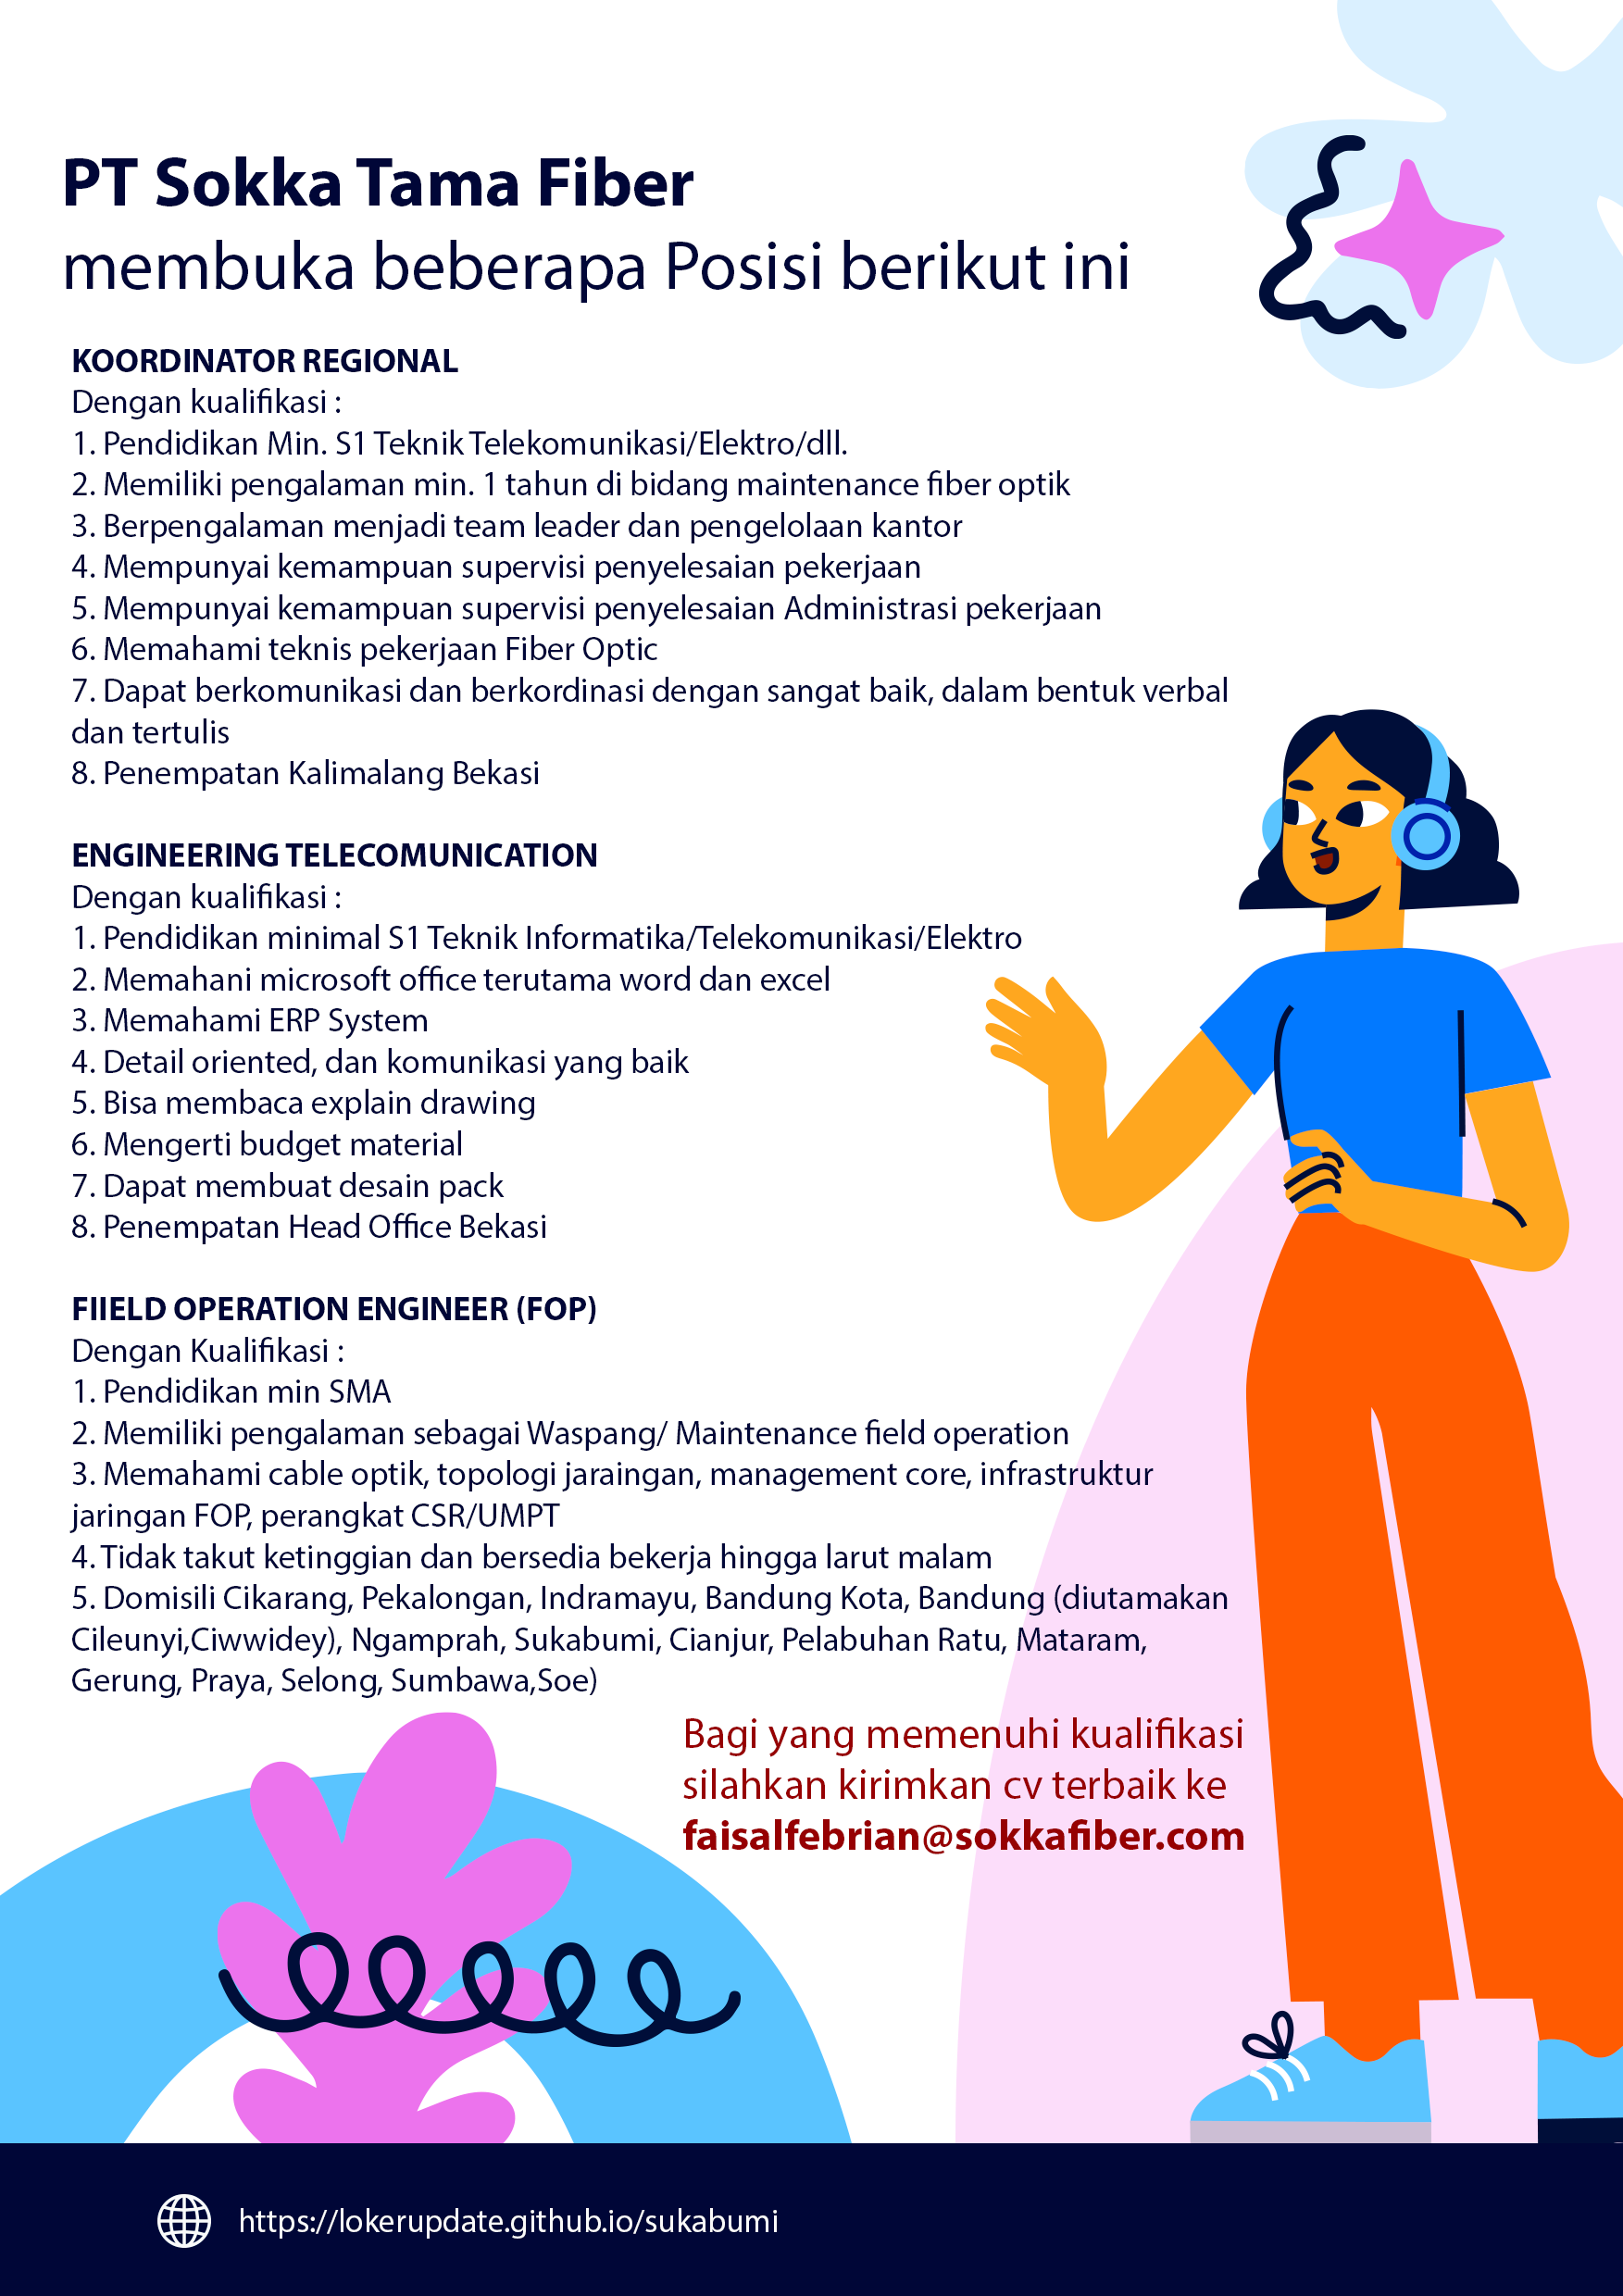 PT Sokka Tama Fiber
membuka beberapa Posisi berikut ini
KOORDINATOR REGIONAL
Dengan kualifikasi :
1. Pendidikan Min. S1 Teknik Telekomunikasi/Elektro/dll.
2. Memiliki pengalaman min. 1 tahun di bidang maintenance fiber optik
3. Berpengalaman menjadi team leader dan pengelolaan kantor
4. Mempunyai kemampuan supervisi penyelesaian pekerjaan
5. Mempunyai kemampuan supervisi penyelesaian Administrasi pekerjaan
6. Memahami teknis pekerjaan Fiber Optic
7. Dapat berkomunikasi dan berkordinasi dengan sangat baik, dalam bentuk verbal
dan tertulis
8. Penempatan Kalimalang Bekasi
ENGINEERING TELECOMUNICATION
Dengan kualifikasi :
1. Pendidikan minimal S1 Teknik Informatika/Telekomunikasi/Elektro
2. Memahani microsoft office terutama word dan excel
3. Memahami ERP System
4. Detail oriented, dan komunikasi yang baik
5. Bisa membaca explain drawing
6. Mengerti budget material
7. Dapat membuat desain pack
8. Penempatan Head Office Bekasi
FIIELD OPERATION ENGINEER (FOP)
Dengan Kualifikasi :
1. Pendidikan min SMA
2. Memiliki pengalaman sebagai Waspang/ Maintenance field operation
3. Memahami cable optik, topologi jaraingan, management core, infrastruktur
jaringan FOP, perangkat CSR/UMPT
4. Tidak takut ketinggian dan bersedia bekerja hingga larut malam
5. Domisili Cikarang, Pekalongan, Indramayu, Bandung Kota, Bandung (diutamakan
Cileunyi,Ciwwidey), Ngamprah, Sukabumi, Cianjur, Pelabuhan Ratu, Mataram,
Gerung, Praya, Selong, Sumbawa,Soe)
Bagi yang memenuhi kualifikasi
silahkan kirimkan cv terbaik ke
faisalfebrian@sokkafiber.com
https://lokerupdate.github.io/sukabumi